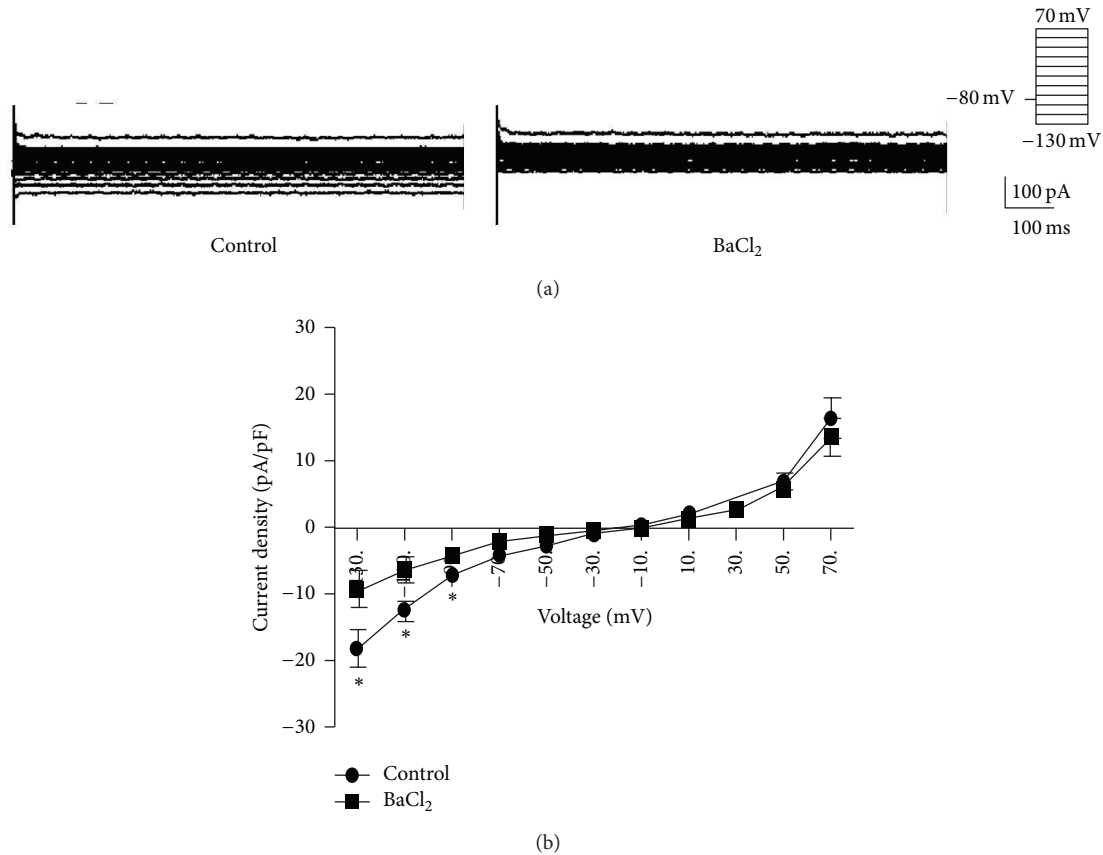 70 mV
−80 mV
−130 mV
100 pA
100 ms
Control
BaCl2
(a)
Current density (pA/pF)
30
20
10
0
−10
−20
−30
−50.
−30.
−10.
10.
30.
50.
70.
Voltage (mV)
*
*
*
Control
BaCl2
(b)